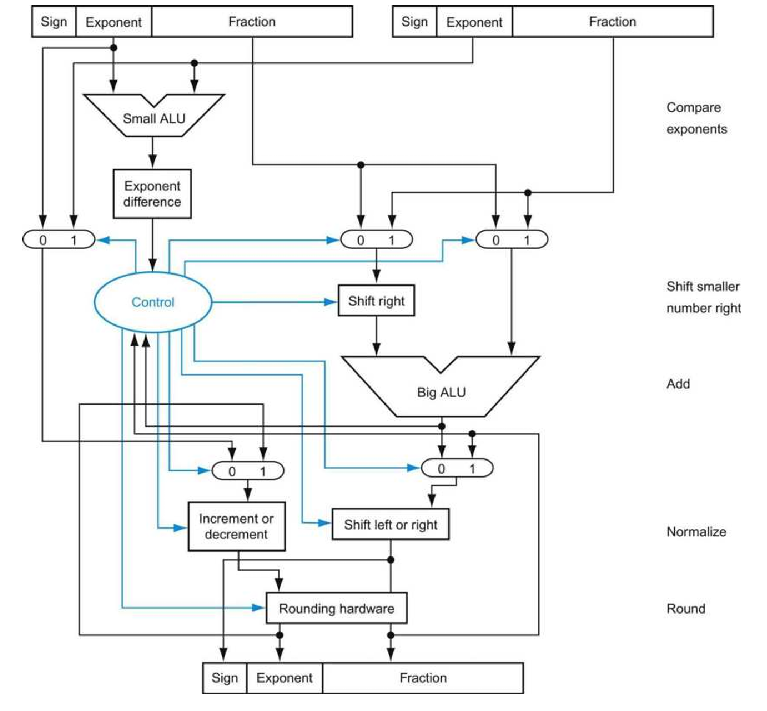 Sign Exponent Fraction Sign Exponent Fraction
Small ALU
Compare
exponents
Exponent
difference
0 1
0 1
0 1
Control
Shift right
Shift smaller
number right
Big ALU
Add
0 1
0 1
Increment or
decrement
Shift left or right
Normalize
Rounding hardware
Round
Sign Exponent Fraction